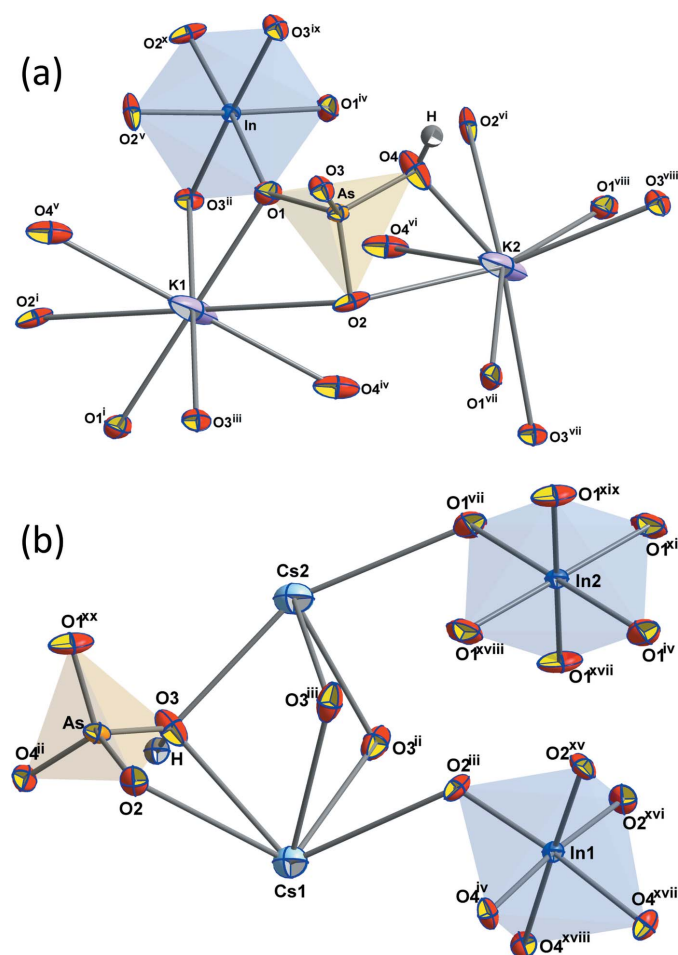 (a)
O2ˣ
O3ⁱˣ
In
O1ⁱᵛ
O2ᵛ
H
O2ᵛⁱ
O3
O4
As
O3ⁱⁱ
O1
O1ᵛⁱⁱⁱ
O3ᵛⁱⁱⁱ
O4ᵛ
O4ᵛⁱ
K2
K1
O2ⁱ
O2
O4ⁱᵛ
O1ᵛⁱⁱ
O1ⁱ
O3ⁱⁱⁱ
O3ᵛⁱⁱ
(b)
O1ᵛⁱⁱ
O1ˣⁱˣ
Cs2
O1ˣⁱ
In2
O1ˣˣ
O1ˣᵛⁱⁱⁱ
O1ⁱᵛ
O1ˣᵛⁱⁱ
O3
O3ⁱⁱⁱ
As
O3ⁱⁱ
O4ⁱⁱ
H
O2
O2ⁱⁱⁱ
O2ˣᵛ
O2ˣᵛⁱ
In1
Cs1
O4ⁱᵛ
O4ˣᵛⁱⁱ
O4ˣᵛⁱⁱⁱ